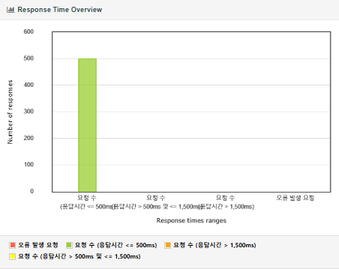 Response Time Overview
600
500
400
300
200
100
0
Number of responses
요청 수
(응답시간 <= 500ms)
요청 수
(응답시간 > 500ms 및 <= 1,500ms)
요청 수
(응답시간 > 1,500ms)
오류 발생 요청
Response times ranges
오류 발생 요청 요청 수 (응답시간 <= 500ms) 요청 수 (응답시간 > 1,500ms)
요청 수 (응답시간 > 500ms 및 <= 1,500ms)